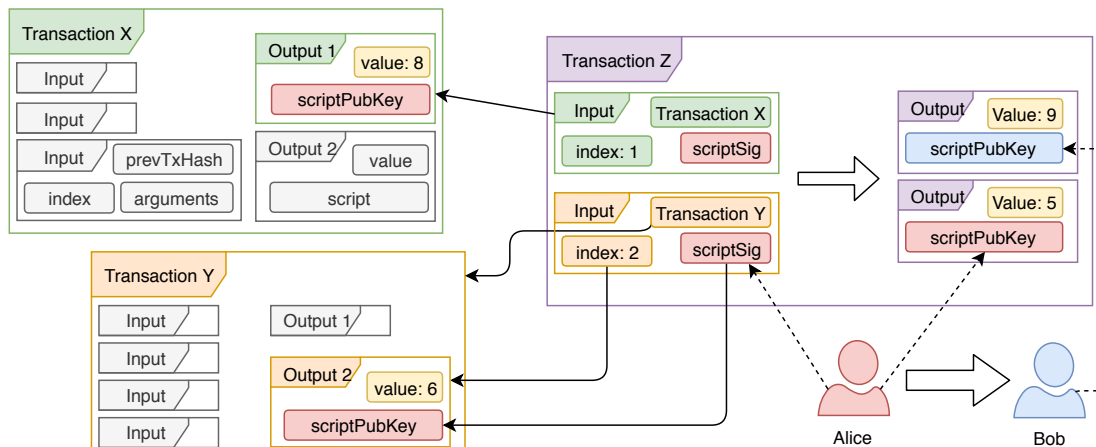 Transaction X
Input
Input
Input
prevTxHash
index
arguments
Output 1
value: 8
scriptPubKey
Output 2
value
script
Transaction Y
Input
Input
Input
Input
Output 1
Output 2
value: 6
scriptPubKey
Transaction Z
Input
Transaction X
index: 1
scriptSig
Input
Transaction Y
index: 2
scriptSig
Output
Value: 9
scriptPubKey
Output
Value: 5
scriptPubKey
Alice
Bob